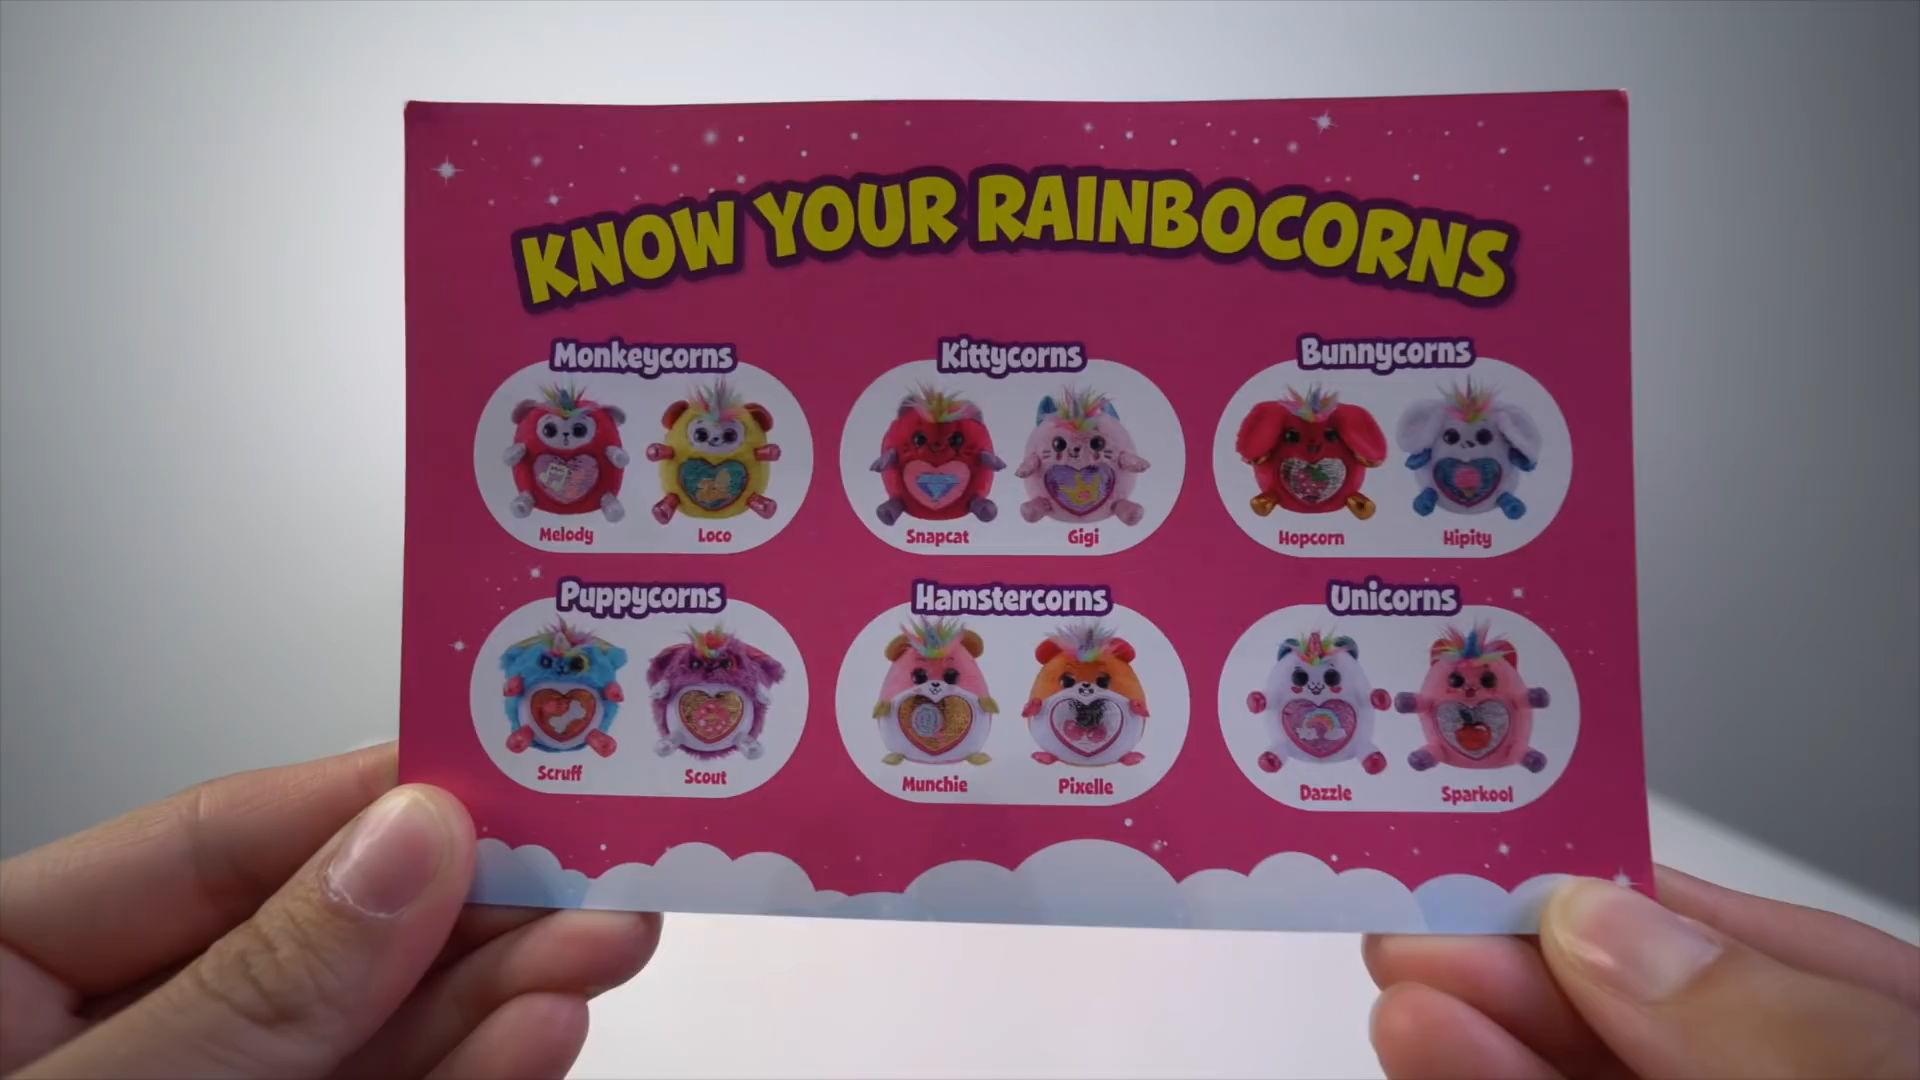 KNOW YOUR RAINBOCORNS
Monkeycorns
Melody
Loco
Kittycorns
Snapcat
Gigi
Bunnycorns
Hopcorn
Hipity
Puppycorns
Scruff
Scout
Hamstercorns
Munchie
Pixelle
Unicorns
Dazzle
Sparkool